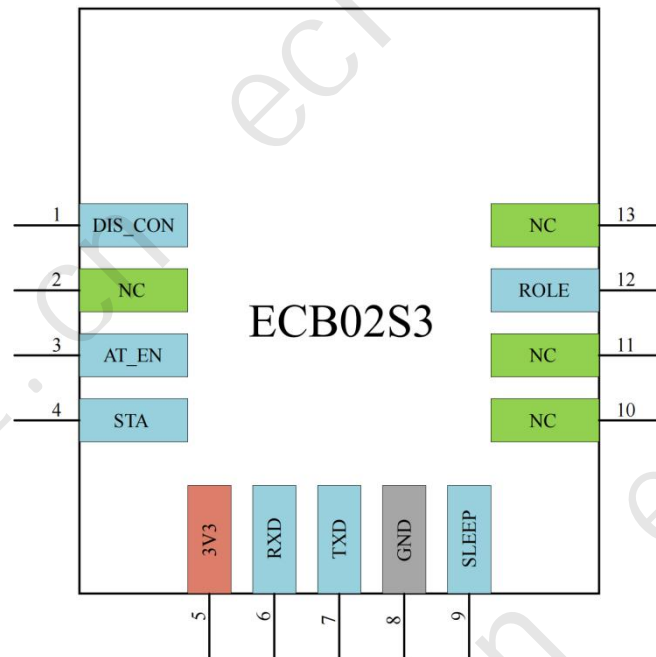 1 DIS_CON
2 NC
3 AT_EN
4 STA
ECB02S3
NC 13
ROLE 12
NC 11
NC 10
3V3 RXD TXD GND SLEEP
5 6 7 8 9